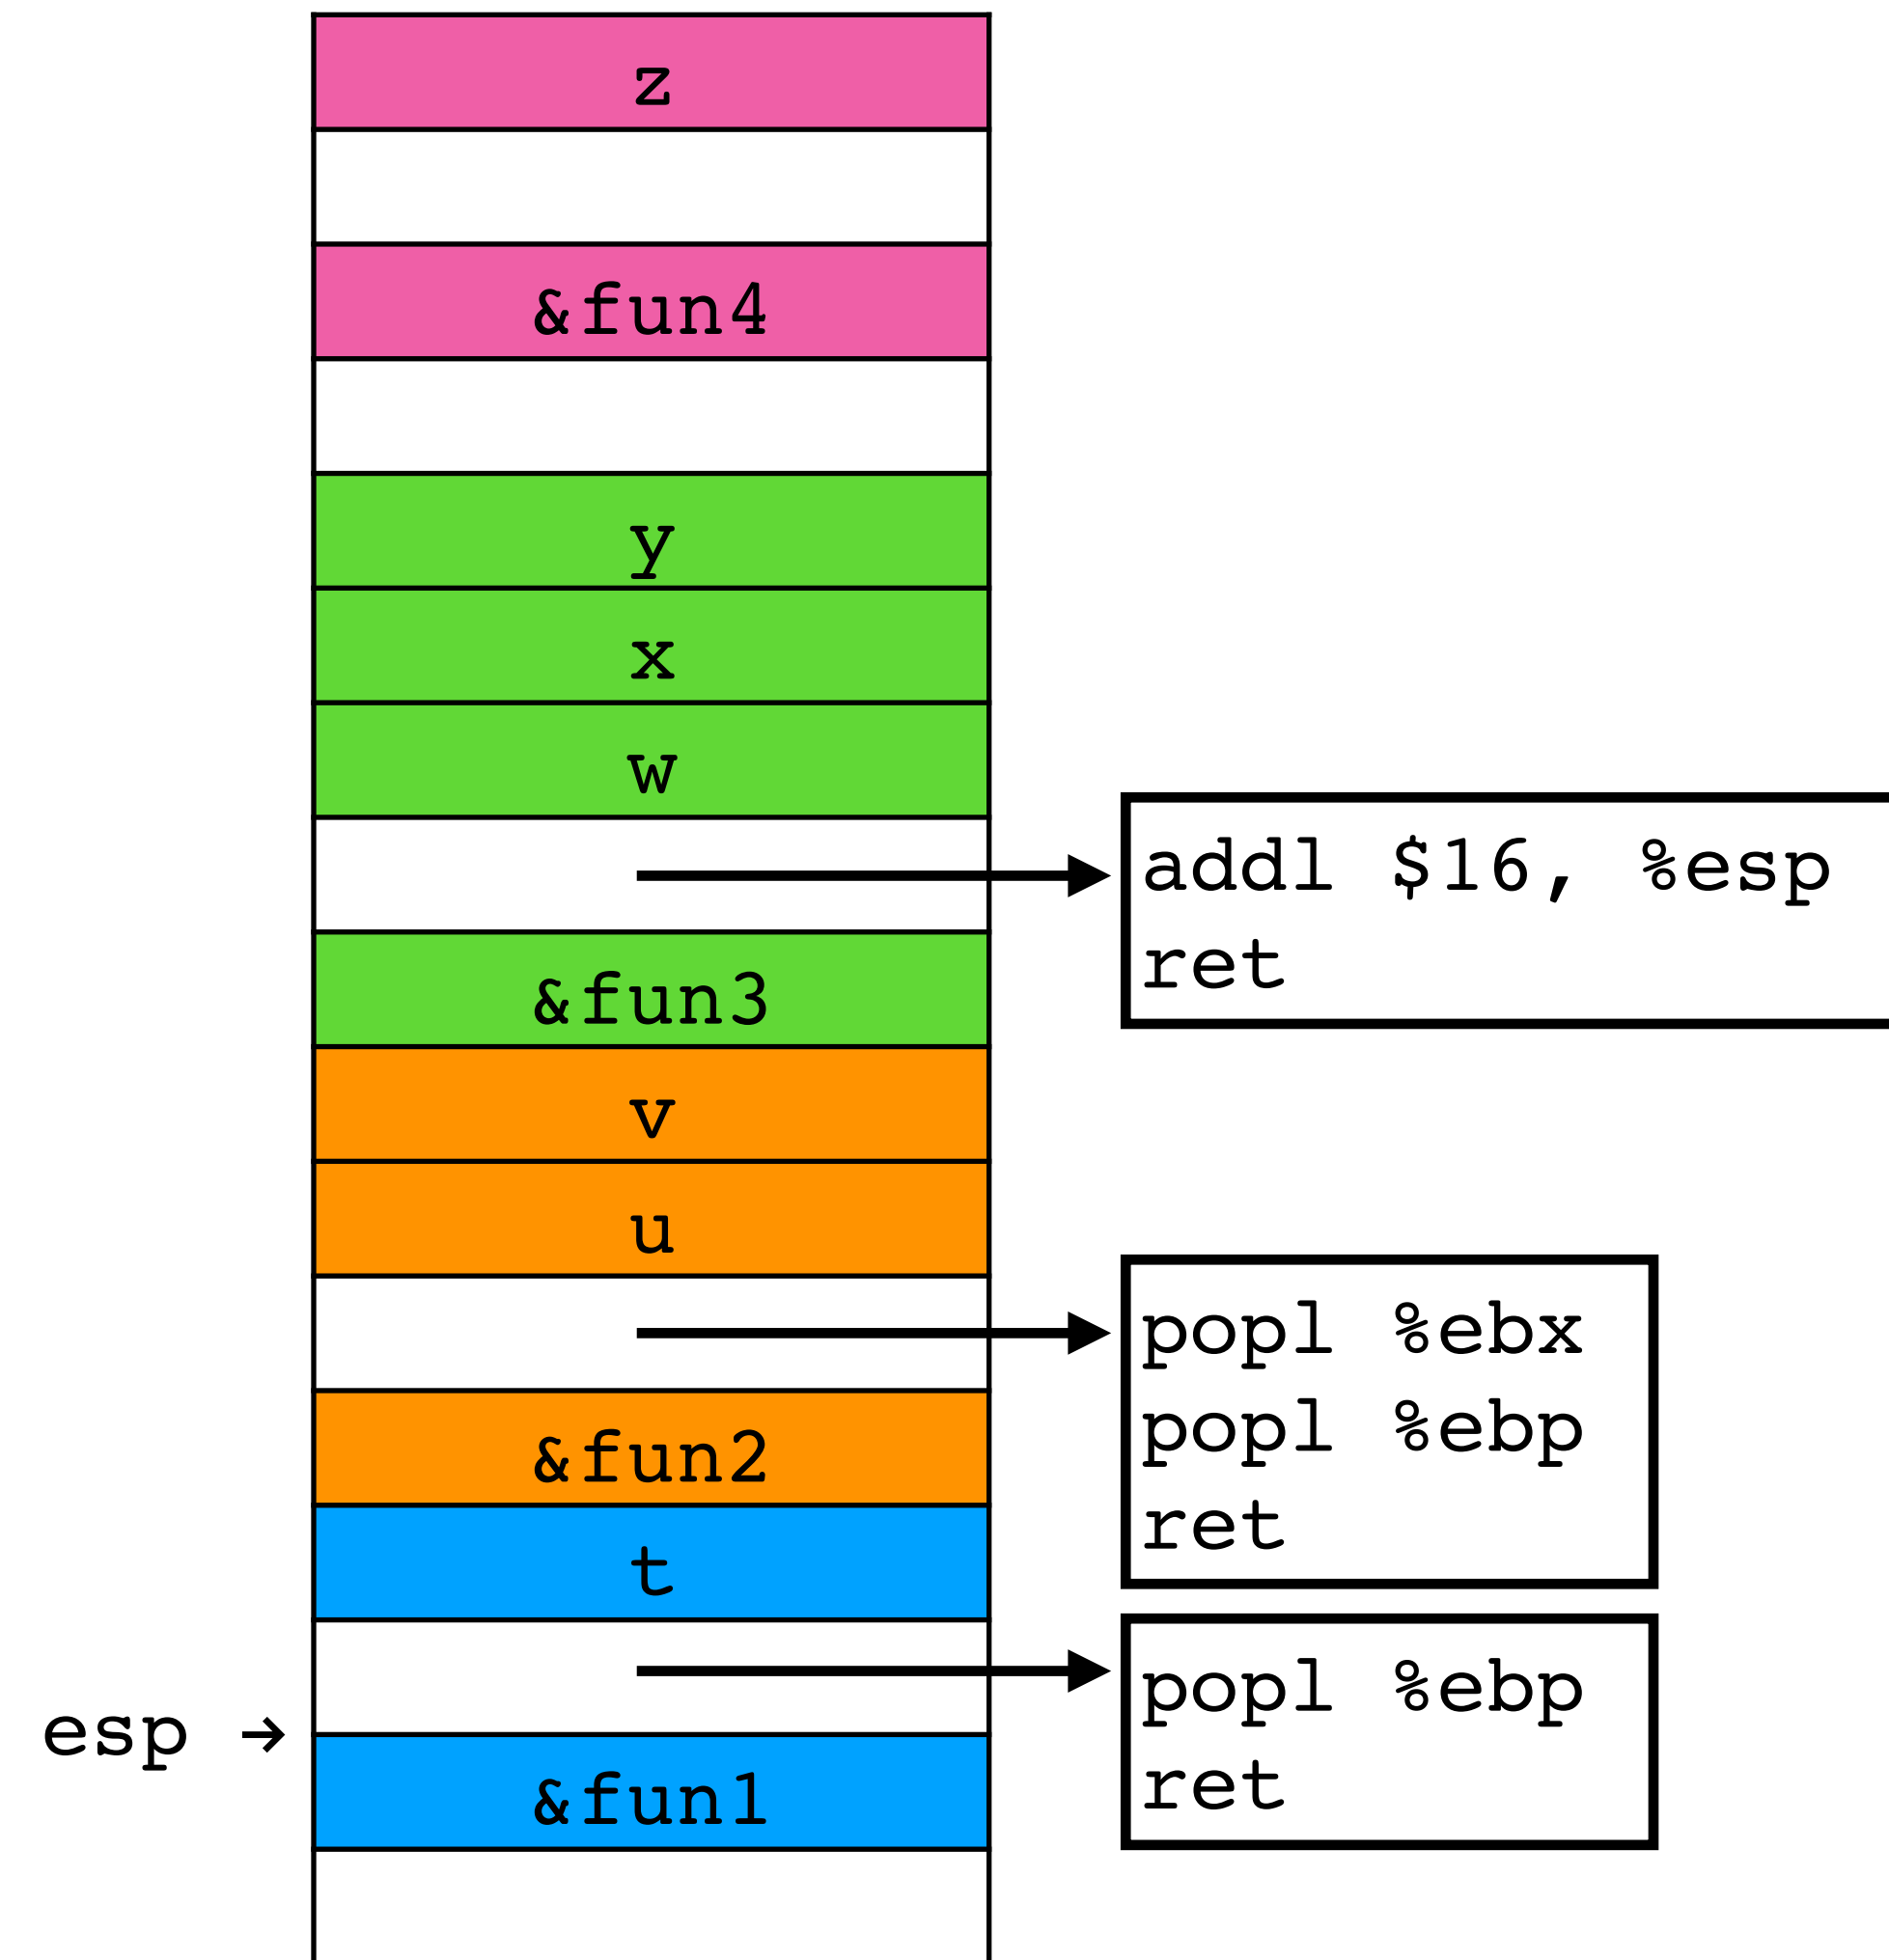 z
&fun4
y
x
w
addl $16, %esp
ret
&fun3
v
u
popl %ebx
popl %ebp
ret
&fun2
t
popl %ebp
ret
esp →
&fun1